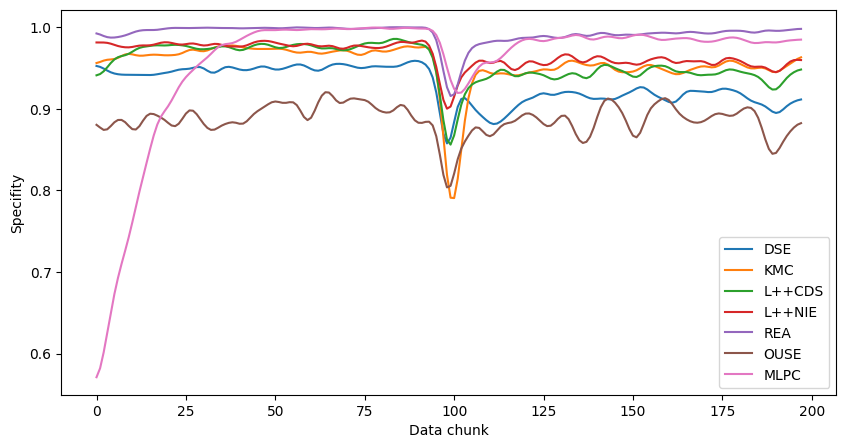 1.0
0.9
0.8
0.7
0.6
Specifity
0
25
50
75
100
125
150
175
200
Data chunk
DSE
KMC
L++CDS
L++NIE
REA
OUSE
MLPC